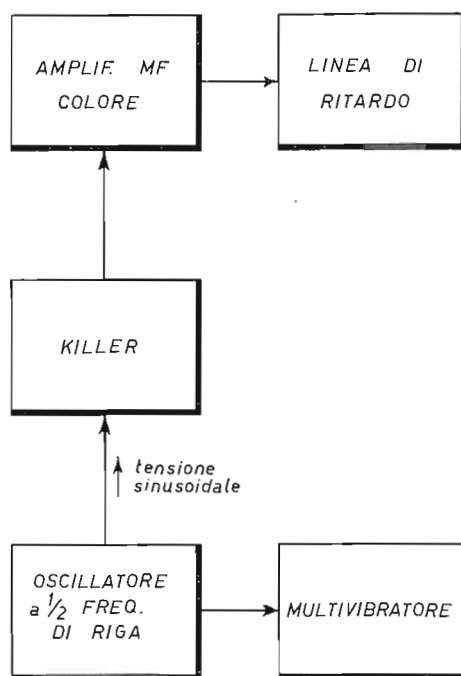 AMPLIF. MF
COLORE
LINEA DI
RITARDO
KILLER
tensione
sinusoidale
OSCILLATORE
a 1/2 FREQ.
DI RIGA
MULTIVIBRATORE